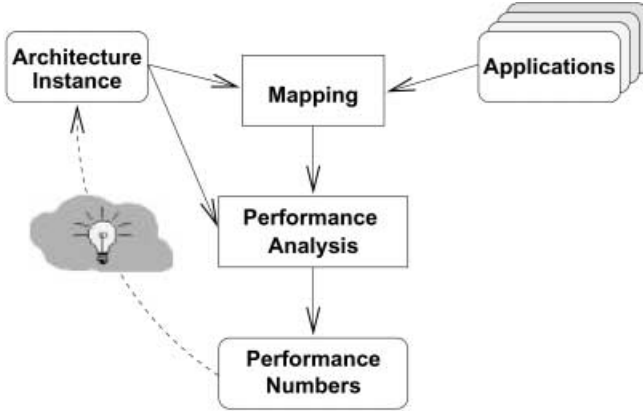 Architecture
Instance
Mapping
Applications
Performance
Analysis
Performance
Numbers